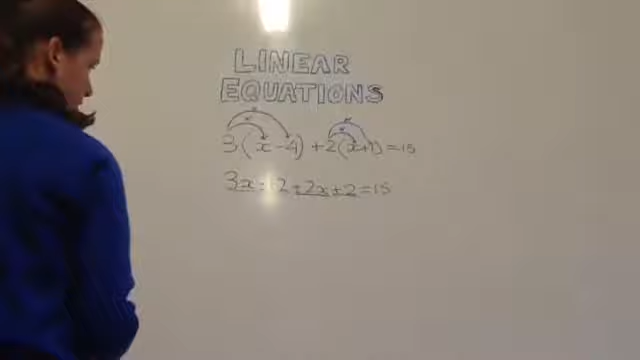 LINEAR
EQUATIONS
3(x-4)+2(x+1)=15
3x-12+2x+2=15